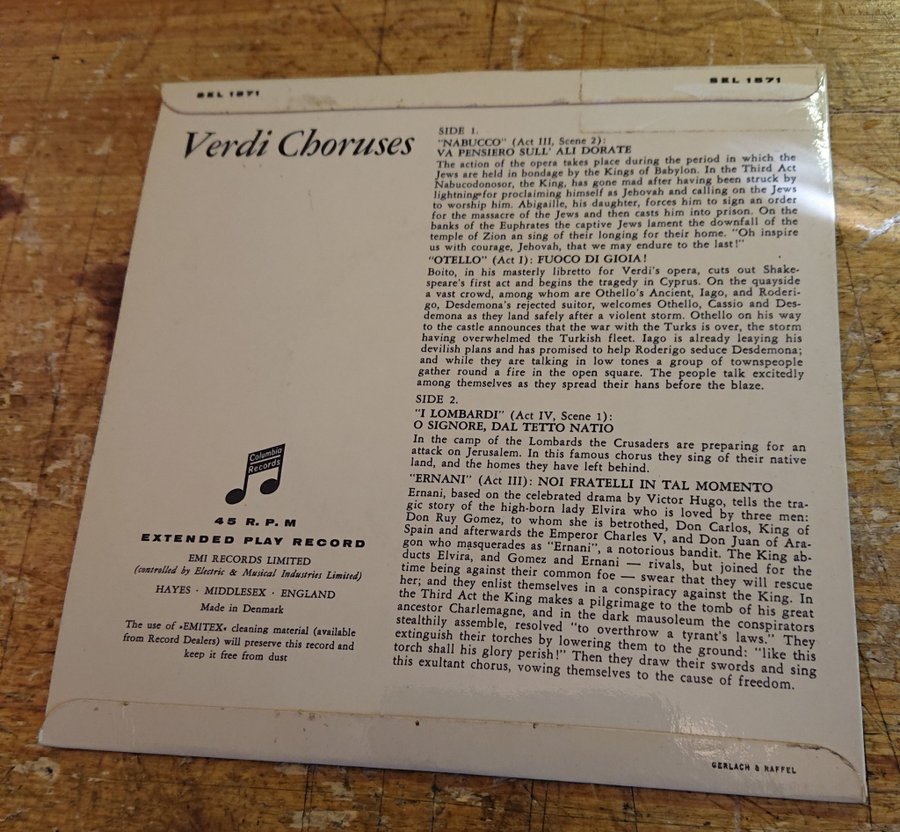 SEL 1571
SEL 1571
Verdi Choruses
SIDE 1.
"NABUCCO" (Act III, Scene 2):
VA PENSIERO SULL' ALI DORATE
The action of the opera takes place during the period in which the
Jews are held in bondage by the Kings of Babylon. In the Third Act
Nabucodonosor, the King, has gone mad after having been struck by
lightning for proclaiming himself as Jehovah and calling on the Jews
to worship him. Abigaille, his daughter, forces him to sign an order
for the massacre of the Jews and then casts him into prison. On the
banks of the Euphrates the captive Jews lament the downfall of the
temple of Zion an sing of their longing for their home. "Oh inspire
us with courage, Jehovah, that we may endure to the last!"
"OTELLO" (Act I): FUOCO DI GIOIA!
Boito, in his masterly libretto for Verdi's opera, cuts out Shake-
speare's first act and begins the tragedy in Cyprus. On the quayside
a vast crowd, among whom are Othello's Ancient, Iago, and Roderi-
go, Desdemona's rejected suitor, welcomes Othello, Cassio and Des-
demona as they land safely after a violent storm. Othello on his way
to the castle announces that the war with the Turks is over, the storm
having overwhelmed the Turkish fleet. Iago is already leaying his
devilish plans and has promised to help Roderigo seduce Desdemona;
and while they are talking in low tones a group of townspeople
gather round a fire in the open square. The people talk excitedly
among themselves as they spread their hans before the blaze.
SIDE 2.
"I LOMBARDI" (Act IV, Scene 1):
O SIGNORE, DAL TETTO NATIO
In the camp of the Lombards the Crusaders are preparing for an
attack on Jerusalem. In this famous chorus they sing of their native
land, and the homes they have left behind.
"ERNANI" (Act III): NOI FRATELLI IN TAL MOMENTO
Ernani, based on the celebrated drama by Victor Hugo, tells the tra-
gic story of the high-born lady Elvira who is loved by three men:
Don Ruy Gomez, to whom she is betrothed, Don Carlos, King of
Spain and afterwards the Emperor Charles V, and Don Juan of Ara-
gon who masquerades as "Ernani", a notorious bandit. The King ab-
ducts Elvira, and Gomez and Ernani — rivals, but joined for the
time being against their common foe — swear that they will rescue
her; and they enlist themselves in a conspiracy against the King. In
the Third Act the King makes a pilgrimage to the tomb of his great
ancestor Charlemagne, and in the dark mausoleum the conspirators
stealthily assemble, resolved "to overthrow a tyrant's laws." They
extinguish their torches by lowering them to the ground: "like this
torch shall his glory perish!" Then they draw their swords and sing
this exultant chorus, vowing themselves to the cause of freedom.
Columbia
Records
45 R.P.M
EXTENDED PLAY RECORD
EMI RECORDS LIMITED
(controlled by Electric & Musical Industries Limited)
HAYES · MIDDLESEX · ENGLAND
Made in Denmark
The use of »EMITEX« cleaning material (available
from Record Dealers) will preserve this record and
keep it free from dust
GERLACH & RAFFEL